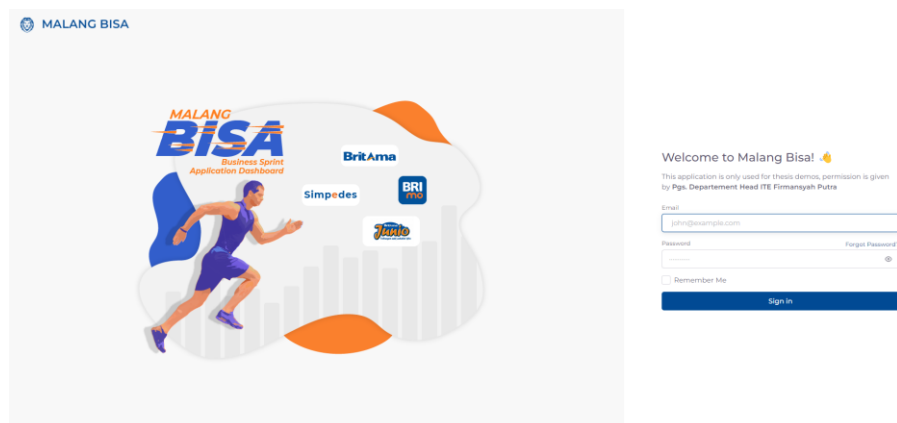 MALANG BISA
MALANG
BISA
Business Sprint
Application Dashboard
BritAma
Simpedes
BRI
mo
Junio
Welcome to Malang Bisa!
This application is only used for thesis demos, permission is given
by Pgs. Departement Head ITE Firmansyah Putra
Email
john@example.com
Password
Forgot Password?
Remember Me
Sign in